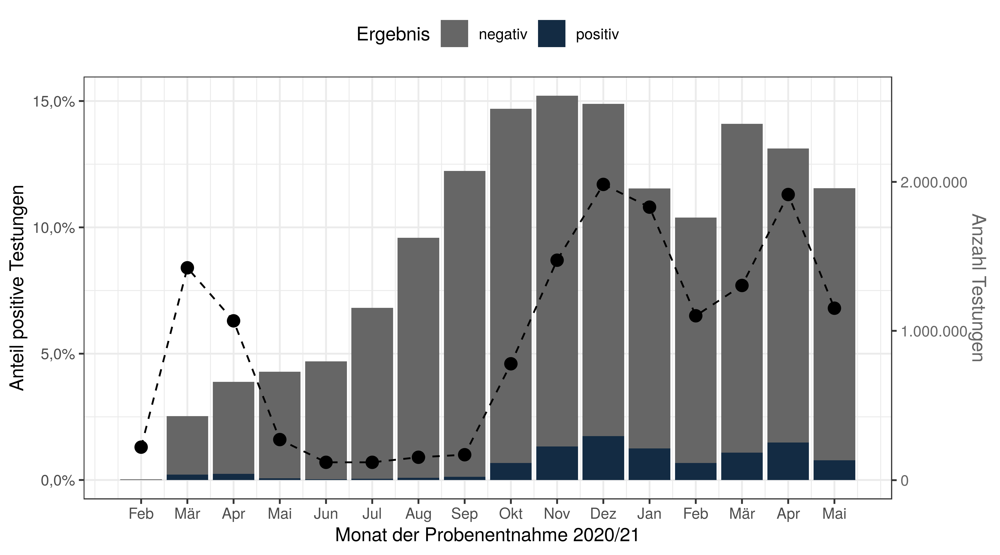 Ergebnis negativ positiv
Anteil positive Testungen
15,0%
10,0%
5,0%
0,0%
2.000.000
1.000.000
0
Anzahl Testungen
Feb Mär Apr Mai Jun Jul Aug Sep Okt Nov Dez Jan Feb Mär Apr Mai
Monat der Probenentnahme 2020/21